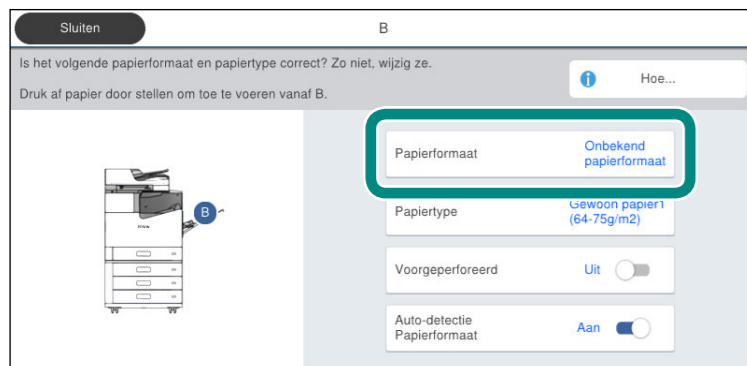 Sluiten
B
Is het volgende papierformaat en papiertype correct? Zo niet, wijzig ze.
Druk af papier door stellen om toe te voeren vanaf B.
Hoe...
Papierformaat
Onbekend
papierformaat
B
EPSON
Papiertype
Gewoon papier1
(64-75g/m2)
Voorgeperforeerd
Uit
Auto-detectie
Papierformaat
Aan